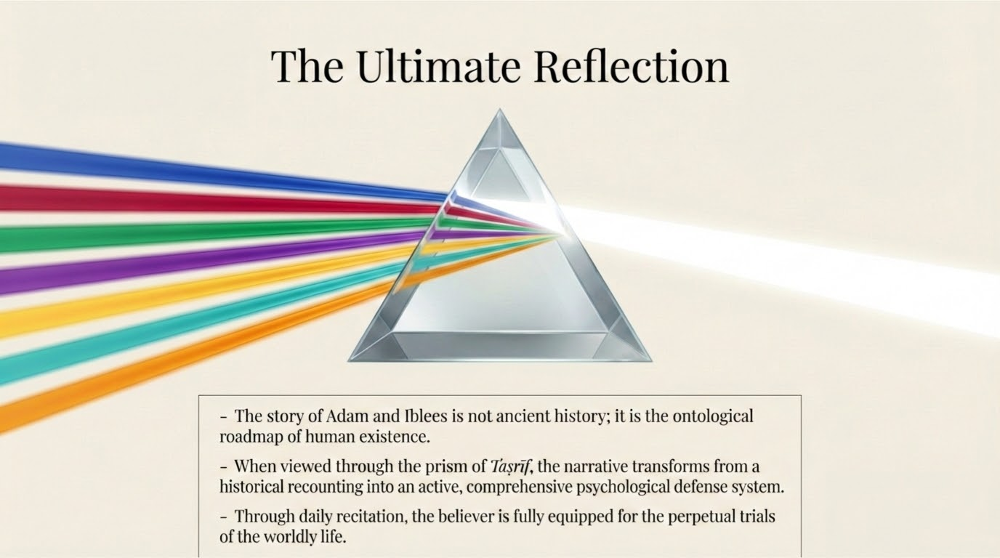 The Ultimate Reflection
– The story of Adam and Iblees is not ancient history; it is the ontological
roadmap of human existence.
– When viewed through the prism of Taṣrīf, the narrative transforms from a
historical recounting into an active, comprehensive psychological defense system.
– Through daily recitation, the believer is fully equipped for the perpetual trials
of the worldly life.